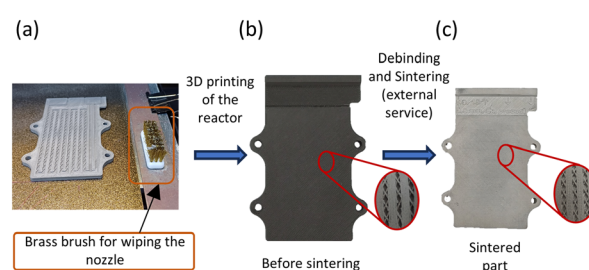 (a)
(b)
(c)
3D printing
of the
reactor
Debinding
and Sintering
(external
service)
Brass brush for wiping the
nozzle
Before sintering
Sintered
part